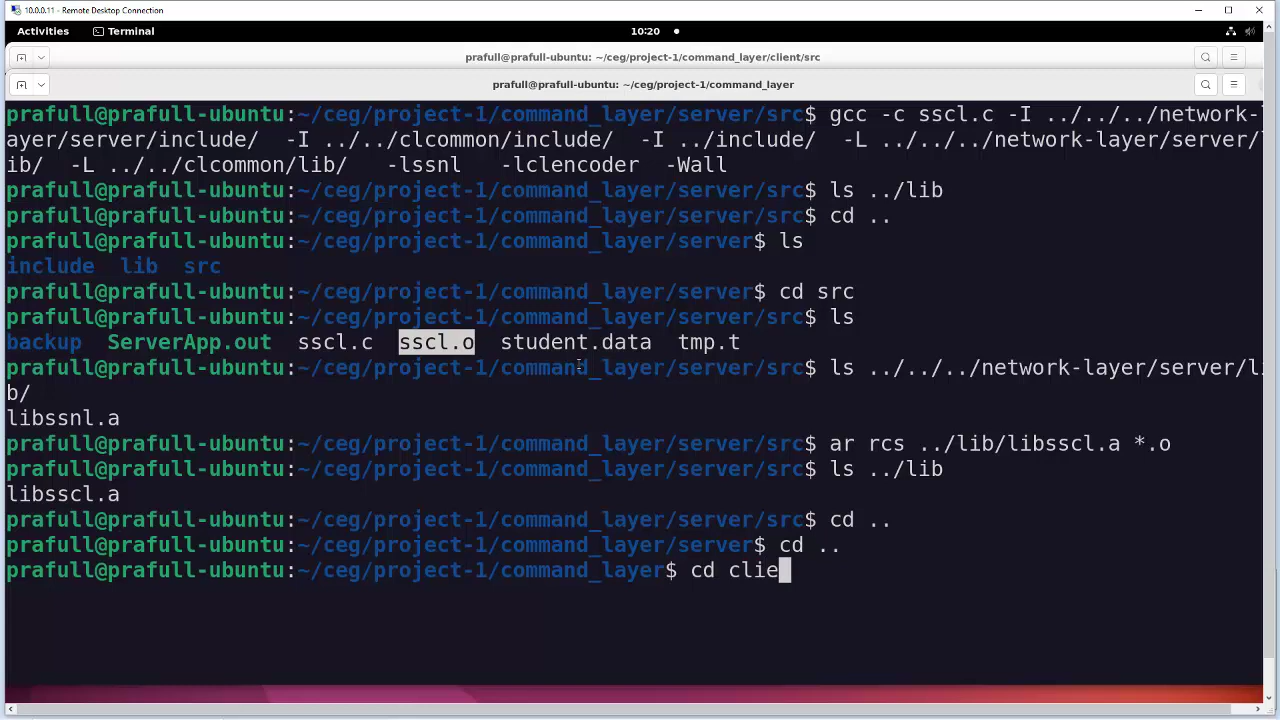 10.0.0.11 - Remote Desktop Connection
Activities Terminal 10:20
prafull@prafull-ubuntu: ~/ceg/project-1/command_layer/client/src
prafull@prafull-ubuntu: ~/ceg/project-1/command_layer
prafull@prafull-ubuntu:~/ceg/project-1/command_layer/server/src$ gcc -c sscl.c -I ../../../network-l
ayer/server/include/ -I ../../clcommon/include/ -I ../include/ -L ../../../network-layer/server/l
ib/ -L ../../clcommon/lib/ -lssnl -lclencoder -Wall
prafull@prafull-ubuntu:~/ceg/project-1/command_layer/server/src$ ls ../lib
prafull@prafull-ubuntu:~/ceg/project-1/command_layer/server/src$ cd ..
prafull@prafull-ubuntu:~/ceg/project-1/command_layer/server$ ls
include lib src
prafull@prafull-ubuntu:~/ceg/project-1/command_layer/server$ cd src
prafull@prafull-ubuntu:~/ceg/project-1/command_layer/server/src$ ls
backup ServerApp.out sscl.c sscl.o student.data tmp.t
prafull@prafull-ubuntu:~/ceg/project-1/command_layer/server/src$ ls ../../../network-layer/server/li
b/
libssnl.a
prafull@prafull-ubuntu:~/ceg/project-1/command_layer/server/src$ ar rcs ../lib/libsscl.a *.o
prafull@prafull-ubuntu:~/ceg/project-1/command_layer/server/src$ ls ../lib
libsscl.a
prafull@prafull-ubuntu:~/ceg/project-1/command_layer/server/src$ cd ..
prafull@prafull-ubuntu:~/ceg/project-1/command_layer/server$ cd ..
prafull@prafull-ubuntu:~/ceg/project-1/command_layer$ cd clie